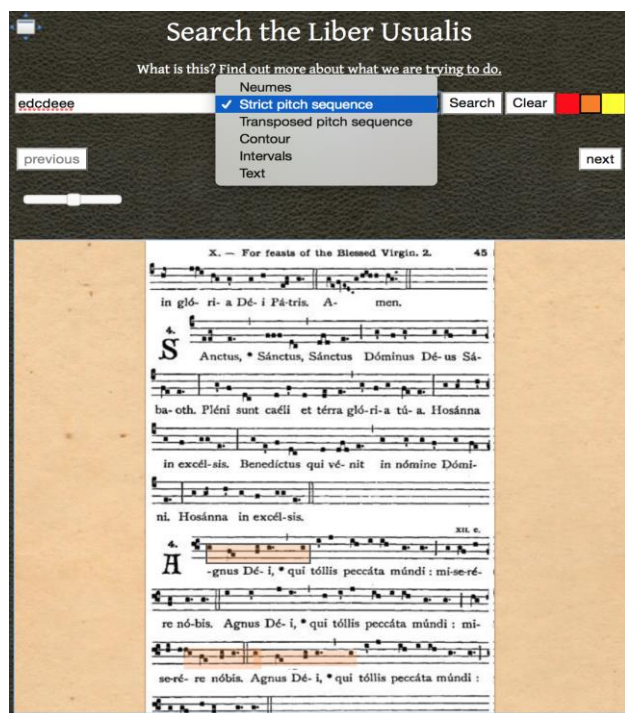 Search the Liber Usualis
What is this? Find out more about what we are trying to do.
edcdeee
Neumes
✓ Strict pitch sequence
Transposed pitch sequence
Contour
Intervals
Text
Search
Clear
previous
next
X. — For feasts of the Blessed Virgin. 2. 45
in gló- ri- a Dé- i Pá-tris. A- men.
4.
S
Anctus, * Sánctus, Sánctus Dóminus Dé- us Sá-
ba- oth. Pléni sunt caéli et térra gló-ri-a tú- a. Hosánna
in excél-sis. Benedíctus qui vé- nit in nómine Dómi-
ni. Hosánna in excél-sis.
XII. c.
4.
A
-gnus Dé- i, * qui tóllis peccáta múndi : mi-se-ré-
re nó-bis. Agnus Dé- i, * qui tóllis peccáta múndi : mi-
se-ré- re nóbis. Agnus Dé- i, * qui tóllis peccáta múndi :